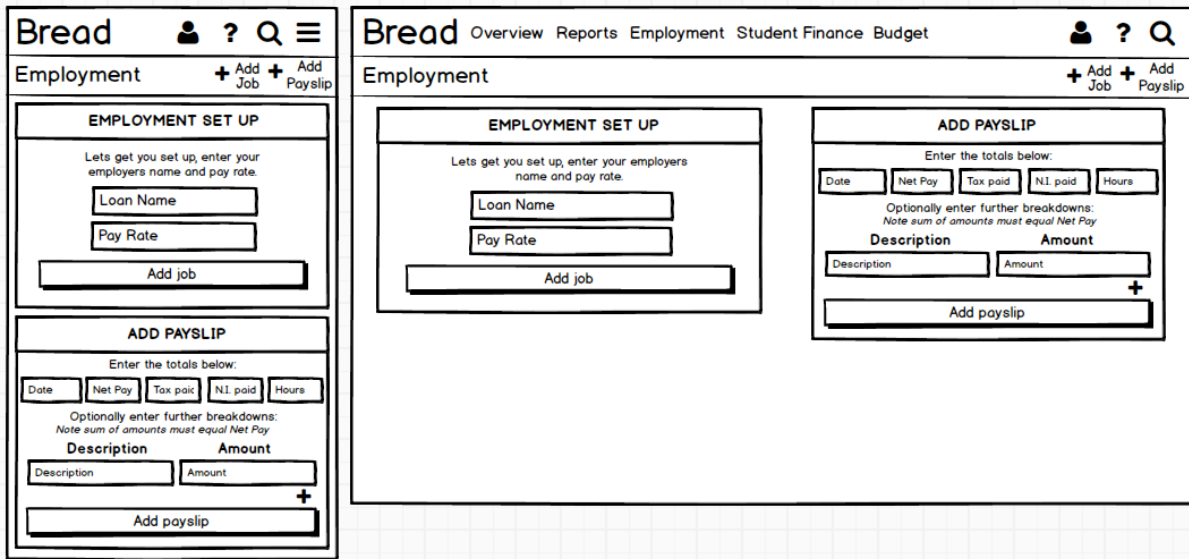 Bread ?
Employment + Add Job + Add Payslip
EMPLOYMENT SET UP
Lets get you set up, enter your
employers name and pay rate.
Loan Name
Pay Rate
Add job
ADD PAYSLIP
Enter the totals below:
Date Net Pay Tax paic N.I. paid Hours
Optionally enter further breakdowns:
Note sum of amounts must equal Net Pay
Description Amount
Description Amount
+
Add payslip
Bread Overview Reports Employment Student Finance Budget ?
Employment + Add Job + Add Payslip
EMPLOYMENT SET UP
Lets get you set up, enter your employers
name and pay rate.
Loan Name
Pay Rate
Add job
ADD PAYSLIP
Enter the totals below:
Date Net Pay Tax paid N.I. paid Hours
Optionally enter further breakdowns:
Note sum of amounts must equal Net Pay
Description Amount
Description Amount
+
Add payslip